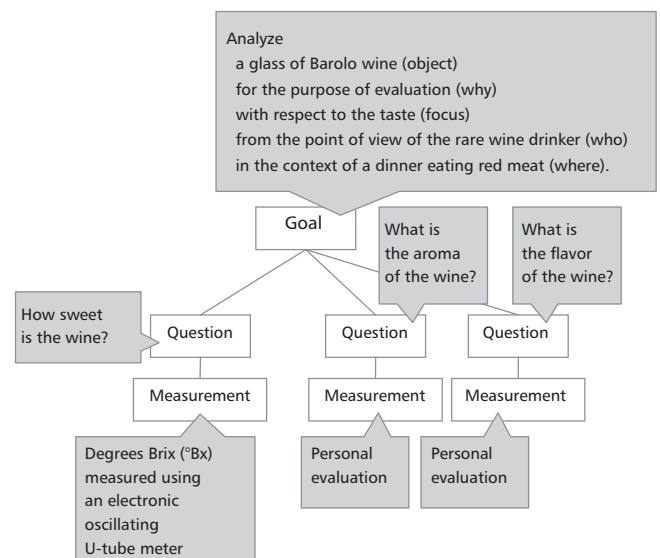 Analyze
a glass of Barolo wine (object)
for the purpose of evaluation (why)
with respect to the taste (focus)
from the point of view of the rare wine drinker (who)
in the context of a dinner eating red meat (where).
Goal
What is
the aroma
of the wine?
What is
the flavor
of the wine?
How sweet
is the wine?
Question
Question
Question
Measurement
Measurement
Measurement
Degrees Brix (°Bx)
measured using
an electronic
oscillating
U-tube meter
Personal
evaluation
Personal
evaluation